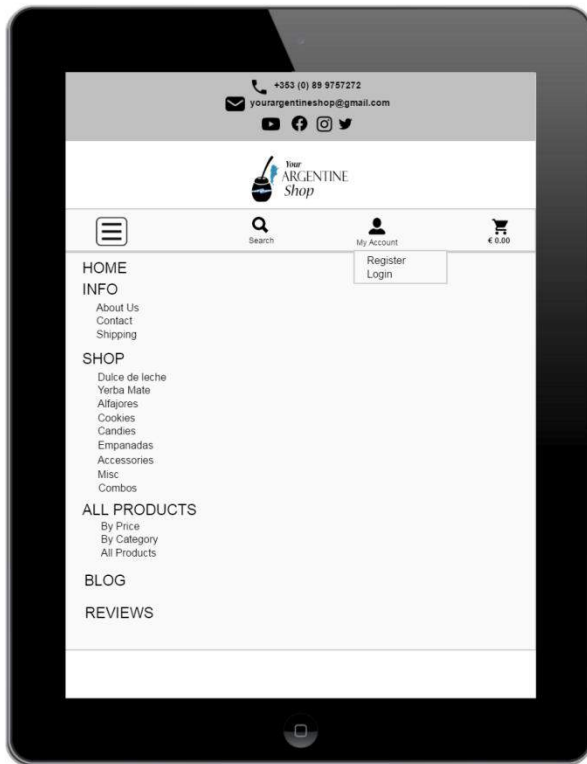 +353 (0) 89 9757272
yourargentineshop@gmail.com
Your
ARGENTINE
Shop
Search
My Account
€ 0.00
Register
Login
HOME
INFO
About Us
Contact
Shipping
SHOP
Dulce de leche
Yerba Mate
Alfajores
Cookies
Candies
Empanadas
Accessories
Misc
Combos
ALL PRODUCTS
By Price
By Category
All Products
BLOG
REVIEWS